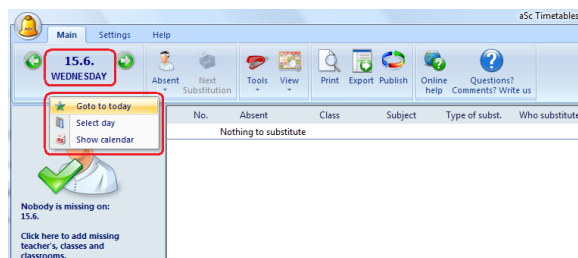 aSc Timetables
Main Settings Help
15.6.
WEDNESDAY
Absent Next Substitution Tools View Print Export Publish Online help Questions? Comments? Write us
Goto to today
Select day
Show calendar
No. Absent Class Subject Type of subst. Who substitute
Nothing to substitute
Nobody is missing on:
15.6.
Click here to add missing
teacher's, classes and
classrooms.